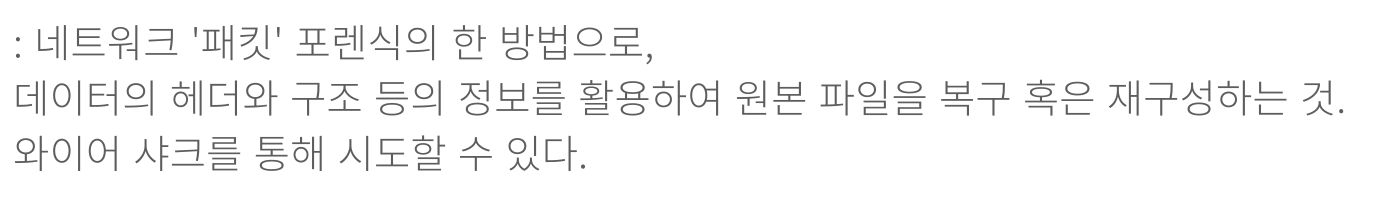 : 네트워크 '패킷' 포렌식의 한 방법으로,
데이터의 헤더와 구조 등의 정보를 활용하여 원본 파일을 복구 혹은 재구성하는 것.
와이어 샤크를 통해 시도할 수 있다.